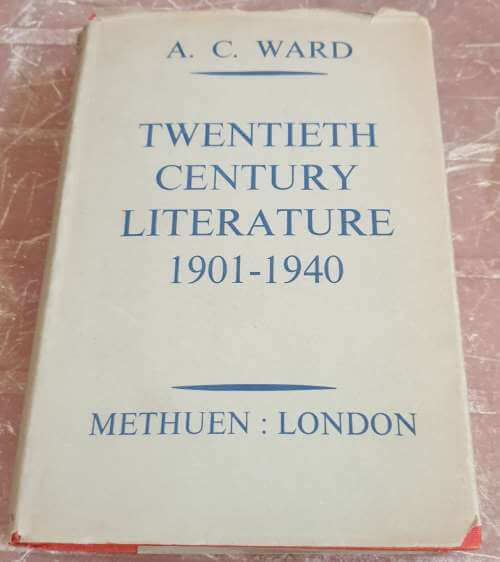 A. C. WARD
TWENTIETH
CENTURY
LITERATURE
1901-1940
METHUEN : LONDON